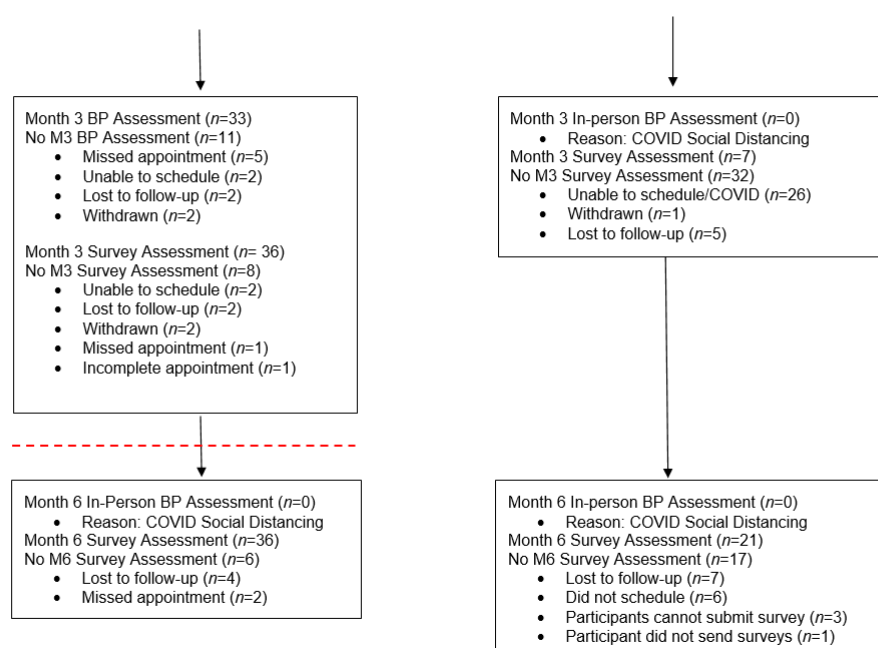 Month 3 BP Assessment (n=33)
No M3 BP Assessment (n=11)
• Missed appointment (n=5)
• Unable to schedule (n=2)
• Lost to follow-up (n=2)
• Withdrawn (n=2)
Month 3 Survey Assessment (n= 36)
No M3 Survey Assessment (n=8)
• Unable to schedule (n=2)
• Lost to follow-up (n=2)
• Withdrawn (n=2)
• Missed appointment (n=1)
• Incomplete appointment (n=1)
Month 3 In-person BP Assessment (n=0)
• Reason: COVID Social Distancing
Month 3 Survey Assessment (n=7)
No M3 Survey Assessment (n=32)
• Unable to schedule/COVID (n=26)
• Withdrawn (n=1)
• Lost to follow-up (n=5)
Month 6 In-Person BP Assessment (n=0)
• Reason: COVID Social Distancing
Month 6 Survey Assessment (n=36)
No M6 Survey Assessment (n=6)
• Lost to follow-up (n=4)
• Missed appointment (n=2)
Month 6 In-person BP Assessment (n=0)
• Reason: COVID Social Distancing
Month 6 Survey Assessment (n=21)
No M6 Survey Assessment (n=17)
• Lost to follow-up (n=7)
• Did not schedule (n=6)
• Participants cannot submit survey (n=3)
• Participant did not send surveys (n=1)